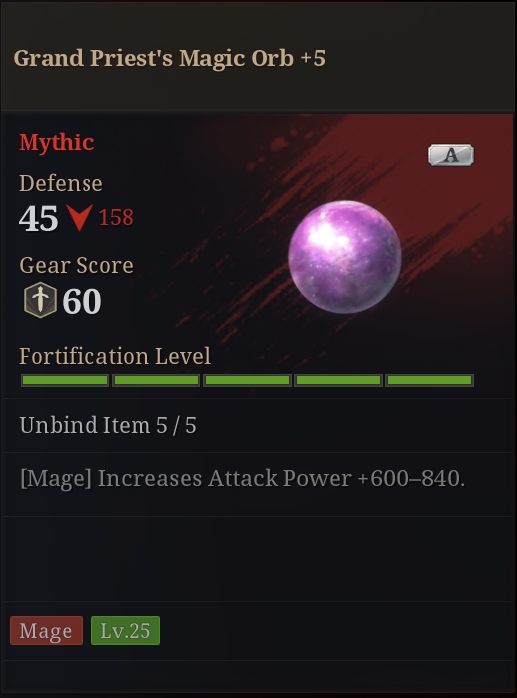 Grand Priest's Magic Orb +5
Mythic
A
Defense
45 158
Gear Score
60
Fortification Level
Unbind Item 5 / 5
[Mage] Increases Attack Power +600–840.
Mage Lv.25